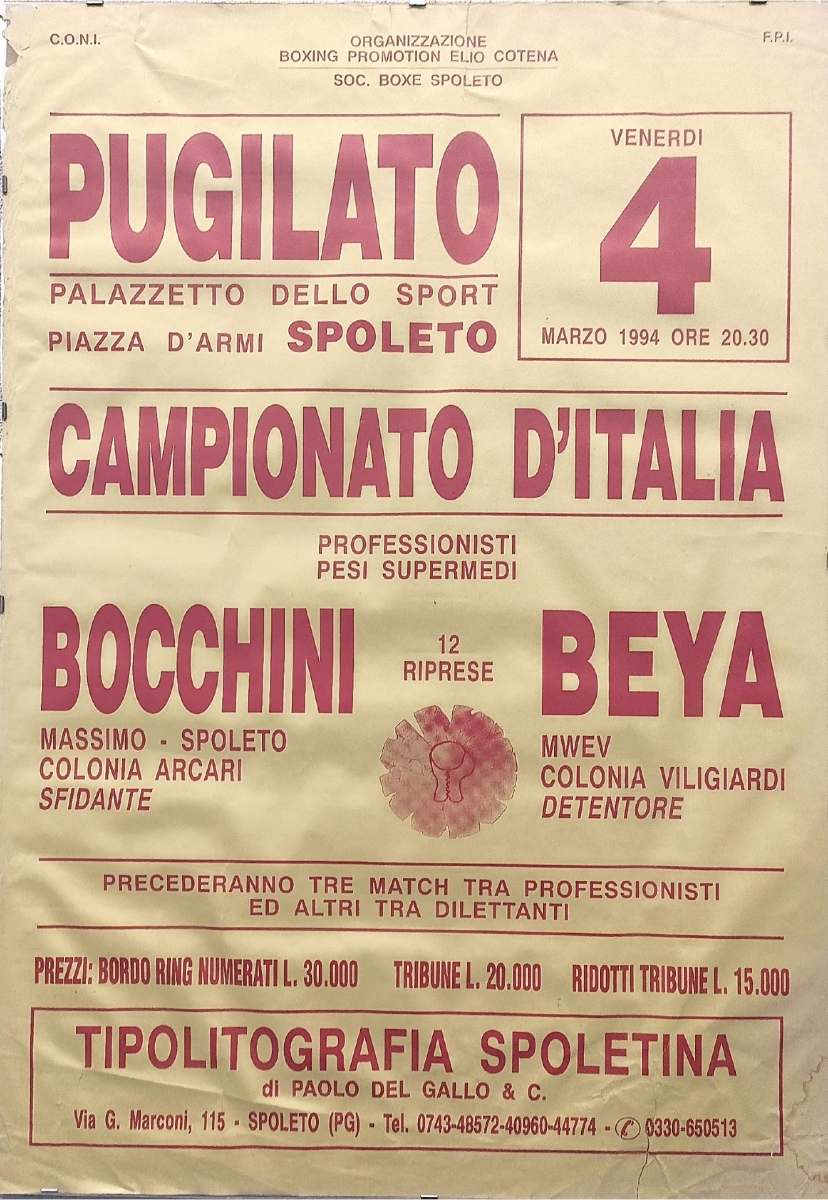 C.O.N.I.
ORGANIZZAZIONE
BOXING PROMOTION ELIO COTENA
SOC. BOXE SPOLETO
F.P.I.
PUGILATO
PALAZZETTO DELLO SPORT
PIAZZA D'ARMI SPOLETO
VENERDI
4
MARZO 1994 ORE 20.30
CAMPIONATO D'ITALIA
PROFESSIONISTI
PESI SUPERMEDI
BOCCHINI
MASSIMO - SPOLETO
COLONIA ARCARI
SFIDANTE
12
RIPRESE
BEYA
MWEV
COLONIA VILIGIARDI
DETENTORE
PRECEDERANNO TRE MATCH TRA PROFESSIONISTI
ED ALTRI TRA DILETTANTI
PREZZI: BORDO RING NUMERATI L. 30.000 TRIBUNE L. 20.000 RIDOTTI TRIBUNE L. 15.000
TIPOLITOGRAFIA SPOLETINA
di PAOLO DEL GALLO & C.
Via G. Marconi, 115 - SPOLETO (PG) - Tel. 0743-48572-40960-44774 - ✆ 0330-650513